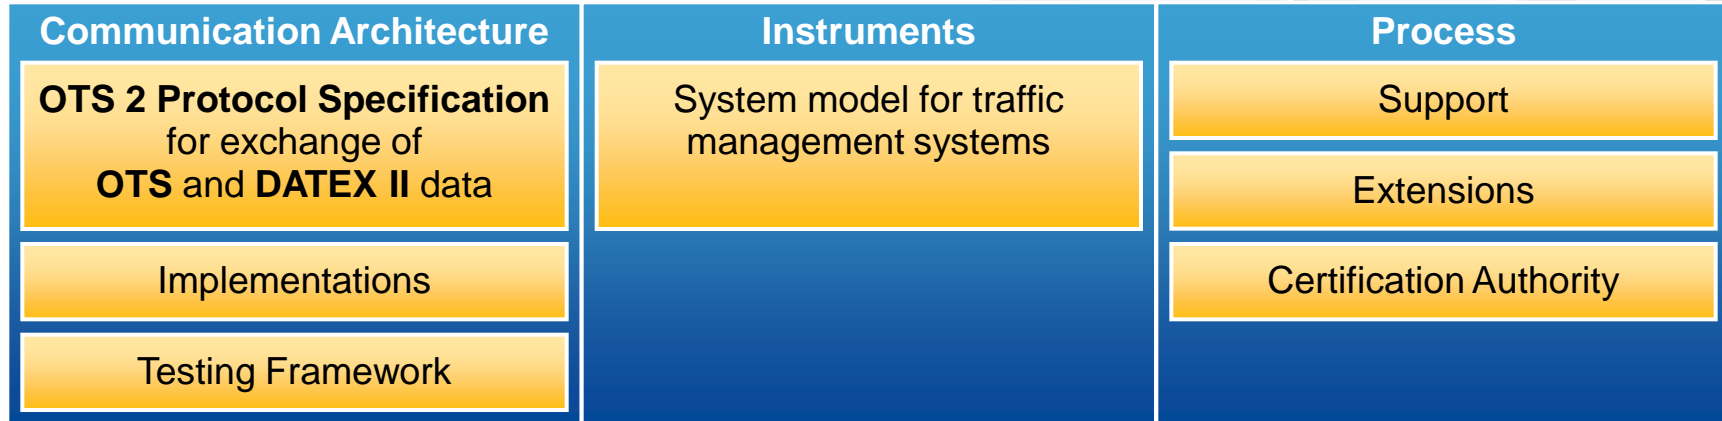 Communication Architecture
OTS 2 Protocol Specification
for exchange of
OTS and DATEX II data
Implementations
Testing Framework
Instruments
System model for traffic
management systems
Process
Support
Extensions
Certification Authority